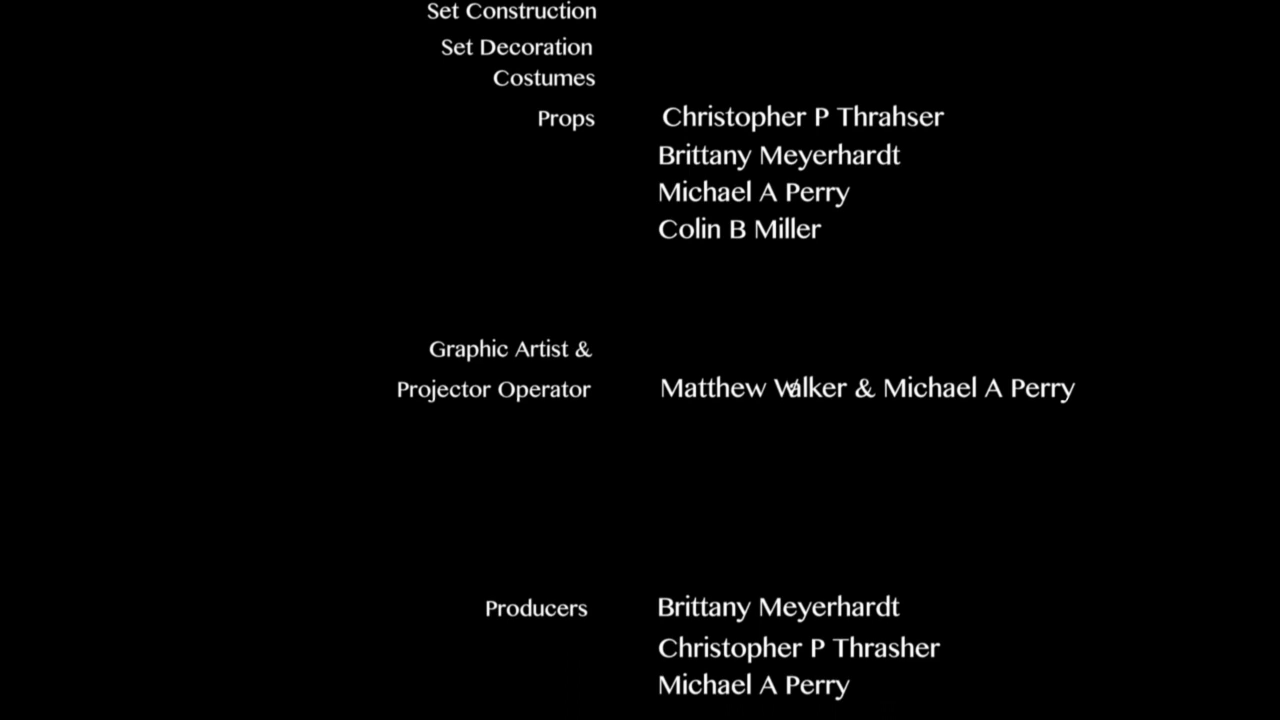 Set Construction
Set Decoration
Costumes
Props Christopher P Thrahser
Brittany Meyerhardt
Michael A Perry
Colin B Miller
Graphic Artist &
Projector Operator Matthew Walker & Michael A Perry
Producers Brittany Meyerhardt
Christopher P Thrasher
Michael A Perry